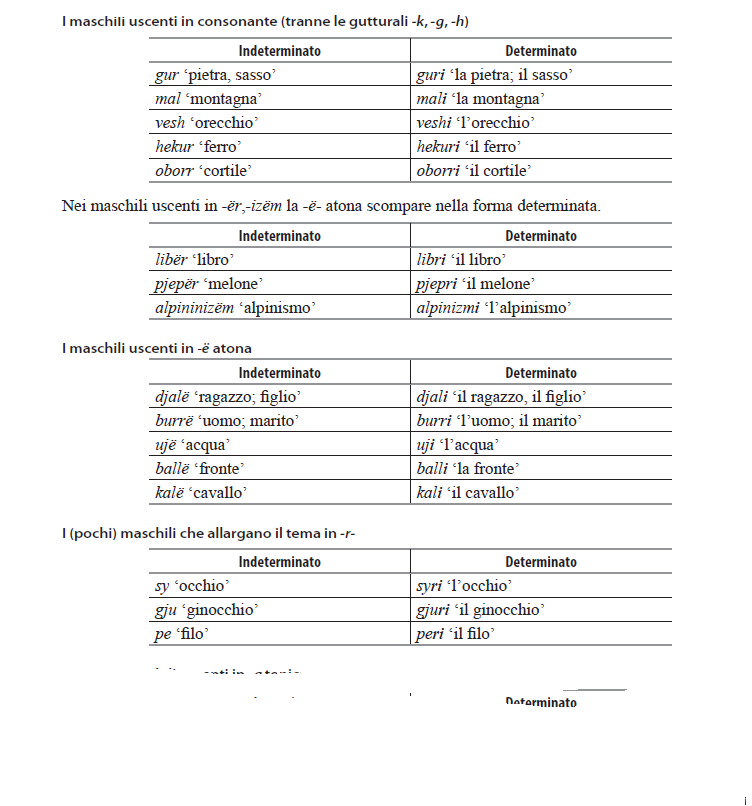 I maschili uscenti in consonante (tranne le gutturali -k, -g, -h)
Indeterminato Determinato
gur ‘pietra, sasso’ guri ‘la pietra; il sasso’
mal ‘montagna’ mali ‘la montagna’
vesh ‘orecchio’ veshi ‘l’orecchio’
hekur ‘ferro’ hekuri ‘il ferro’
oborr ‘cortile’ oborri ‘il cortile’
Nei maschili uscenti in -ër,-izëm la -ë- atona scompare nella forma determinata.
Indeterminato Determinato
libër ‘libro’ libri ‘il libro’
pjepër ‘melone’ pjepri ‘il melone’
alpininizëm ‘alpinismo’ alpinizmi ‘l’alpinismo’
I maschili uscenti in -ë atona
Indeterminato Determinato
djalë ‘ragazzo; figlio’ djali ‘il ragazzo, il figlio’
burrë ‘uomo; marito’ burri ‘l’uomo; il marito’
ujë ‘acqua’ uji ‘l’acqua’
ballë ‘fronte’ balli ‘la fronte’
kalë ‘cavallo’ kali ‘il cavallo’
I (pochi) maschili che allargano il tema in -r-
Indeterminato Determinato
sy ‘occhio’ syri ‘l’occhio’
gju ‘ginocchio’ gjuri ‘il ginocchio’
pe ‘filo’ peri ‘il filo’
Determinato